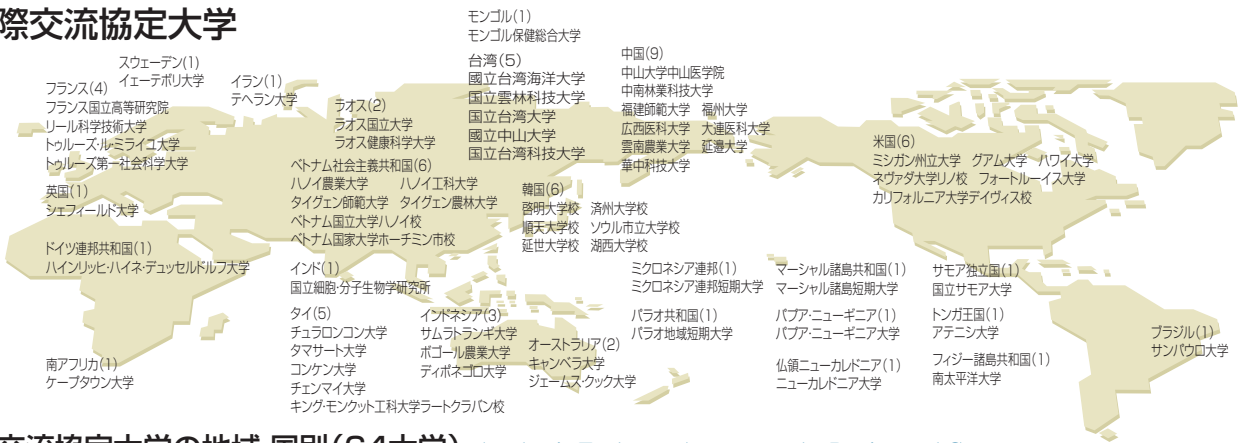 際交流協定大学
モンゴル(1)
モンゴル保健総合大学
スウェーデン(1)
イェーテボリ大学
フランス(4)
フランス国立高等研究院
リール科学技術大学
トゥルーズ・ル・ミライユ大学
トゥルーズ第一社会科学大学
イラン(1)
テヘラン大学
ラオス(2)
ラオス国立大学
ラオス健康科学大学
台湾(5)
國立台湾海洋大学
国立雲林科技大学
国立台湾大学
國立中山大学
国立台湾科技大学
中国(9)
中山大学中山医学院
中南林業科技大学
福建師範大学 福州大学
広西医科大学 大連医科大学
雲南農業大学 延邉大学
華中科技大学
米国(6)
ミシガン州立大学 グアム大学 ハワイ大学
ネヴァダ大学リノ校 フォートルーイス大学
カリフォルニア大学デイヴィス校
英国(1)
シェフィールド大学
ベトナム社会主義共和国(6)
ハノイ農業大学 ハノイ工科大学
タイグェン師範大学 タイグェン農林大学
ベトナム国立大学ハノイ校
ベトナム国家大学ホーチミン市校
韓国(6)
啓明大学校 済州大学校
順天大学校 ソウル市立大学校
延世大学校 湖西大学校
ドイツ連邦共和国(1)
ハインリッヒ・ハイネ・デュッセルドルフ大学
インド(1)
国立細胞・分子生物学研究所
ミクロネシア連邦(1)
ミクロネシア連邦短期大学
マーシャル諸島共和国(1)
マーシャル諸島短期大学
サモア独立国(1)
国立サモア大学
タイ(5)
チュラロンコン大学
タマサート大学
コンケン大学
チェンマイ大学
キング・モンクット工科大学ラートクラバン校
インドネシア(3)
サムラトランギ大学
ボゴール農業大学
ディポネゴロ大学
オーストラリア(2)
キャンベラ大学
ジェームス・クック大学
パラオ共和国(1)
パラオ地域短期大学
パプア・ニューギニア(1)
パプア・ニューギニア大学
トンガ王国(1)
アテニシ大学
ブラジル(1)
サンパウロ大学
南アフリカ(1)
ケープタウン大学
仏領ニューカルドニア(1)
ニューカルドニア大学
フィジー諸島共和国(1)
南太平洋大学